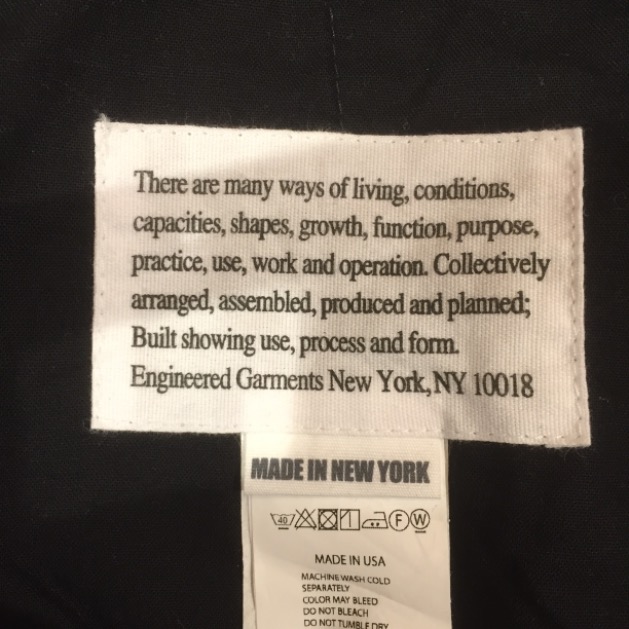 There are many ways of living, conditions,
capacities, shapes, growth, function, purpose,
practice, use, work and operation. Collectively
arranged, assembled, produced and planned;
Built showing use, process and form.
Engineered Garments New York, NY 10018
MADE IN NEW YORK
40 F W
MADE IN USA
MACHINE WASH COLD
SEPARATELY
COLOR MAY BLEED
DO NOT BLEACH
DO NOT TUMBLE DRY